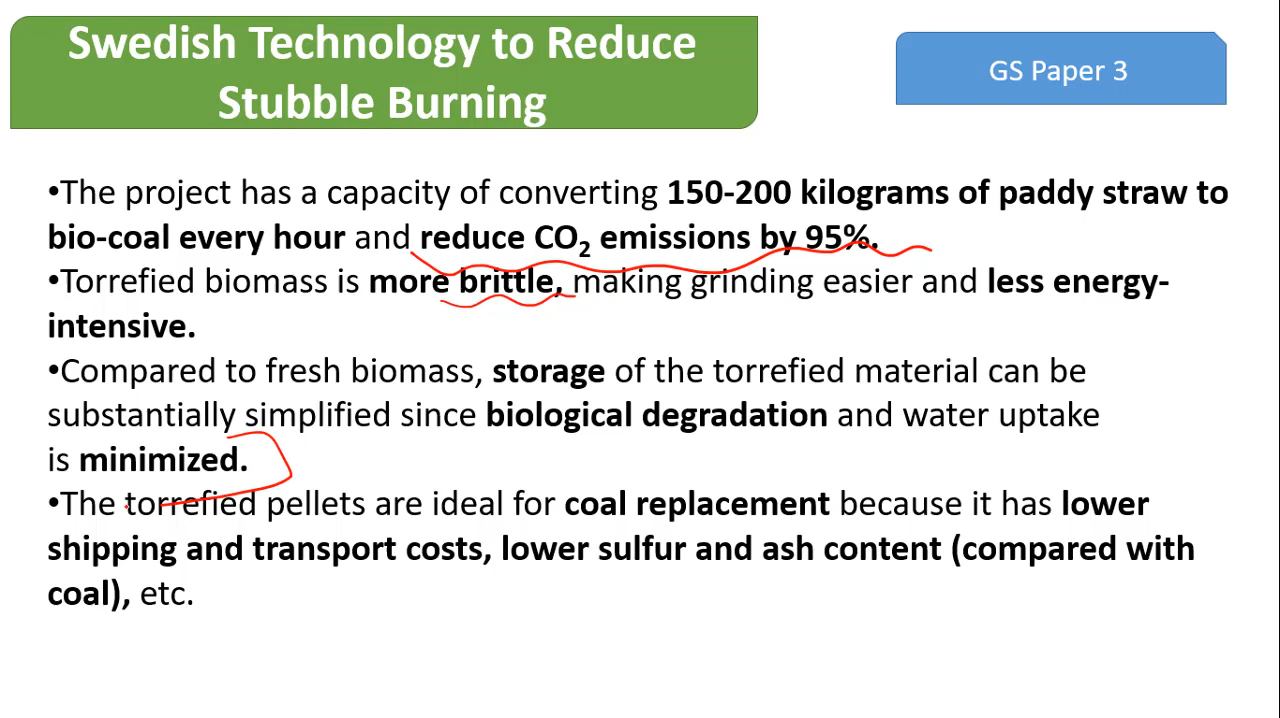 Swedish Technology to Reduce
Stubble Burning
GS Paper 3
•The project has a capacity of converting 150-200 kilograms of paddy straw to
bio-coal every hour and reduce CO₂ emissions by 95%.
•Torrefied biomass is more brittle, making grinding easier and less energy-
intensive.
•Compared to fresh biomass, storage of the torrefied material can be
substantially simplified since biological degradation and water uptake
is minimized.
•The torrefied pellets are ideal for coal replacement because it has lower
shipping and transport costs, lower sulfur and ash content (compared with
coal), etc.